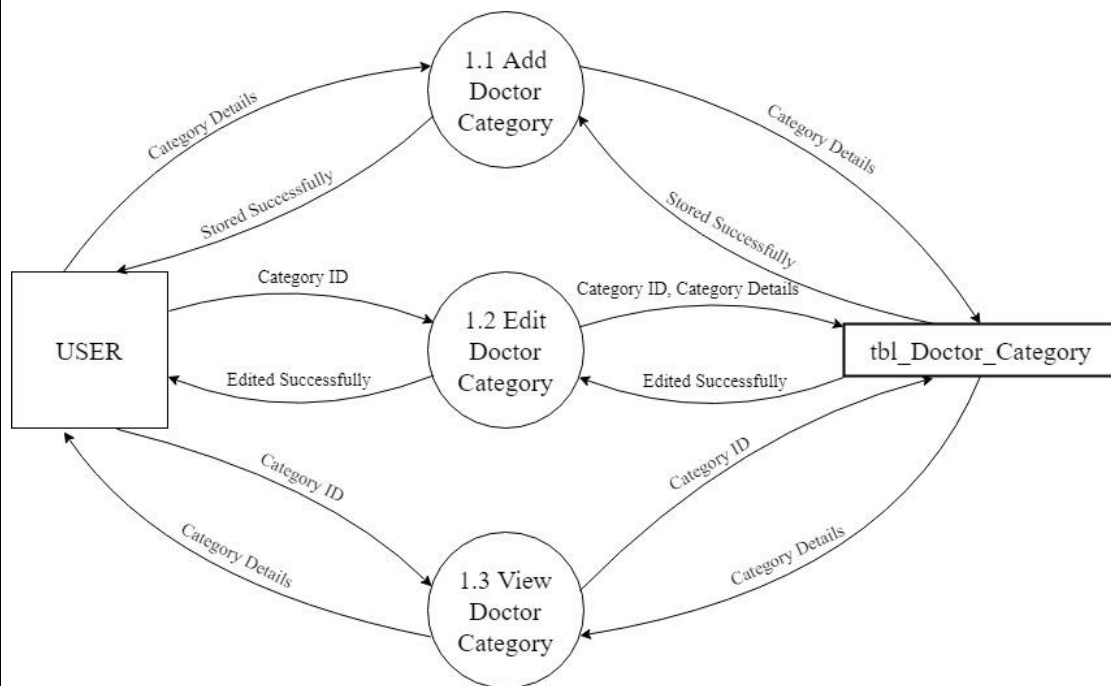 1.1 Add
Doctor
Category
Category Details
Category Details
Stored Successfully
Stored Successfully
Category ID
Category ID, Category Details
1.2 Edit
Doctor
Category
USER
tbl_Doctor_Category
Edited Successfully
Edited Successfully
Category ID
Category ID
Category Details
Category Details
1.3 View
Doctor
Category